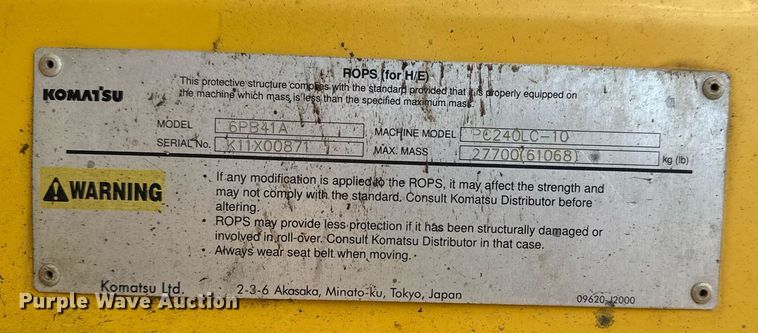 ROPS (for H/E)
This protective structure complies with the standard provided that it is properly equipped on
the machine which mass is less than the specified maximum mass.
KOMATSU
MODEL 6PB41A MACHINE MODEL PC240LC-10
SERIAL No. K11X00871 MAX. MASS 27700(61068) kg (lb)
WARNING
• If any modification is applied to the ROPS, it may affect the strength and
may not comply with the standard. Consult Komatsu Distributor before
altering.
• ROPS may provide less protection if it has been structurally damaged or
involved in roll-over. Consult Komatsu Distributor in that case.
• Always wear seat belt when moving.
Komatsu Ltd. 2-3-6 Akasaka, Minato-ku, Tokyo, Japan
09620-J2000
Purple Wave Auction